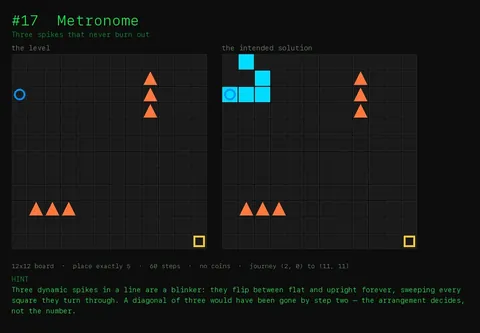 #17 Metronome
Three spikes that never burn out
the level
the intended solution
12x12 board · place exactly 5 · 60 steps · no coins · journey (2, 0) to (11, 11)
HINT
Three dynamic spikes in a line are a blinker: they flip between flat and upright forever, sweeping every
square they turn through. A diagonal of three would have been gone by step two — the arrangement decides,
not the number.